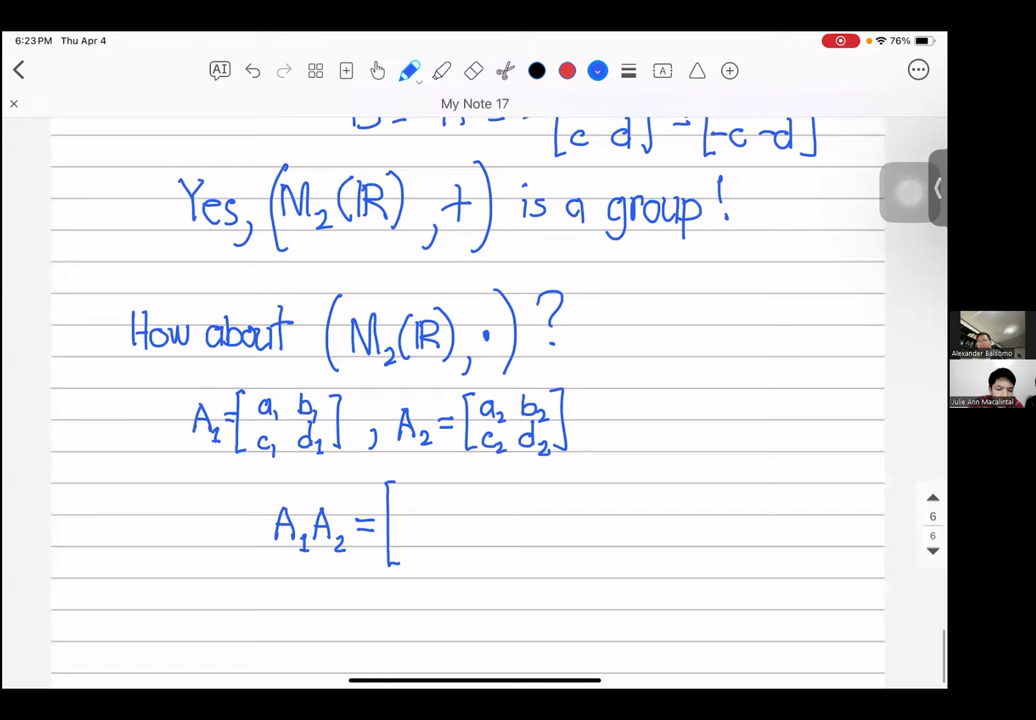 6:23 PM Thu Apr 4
76%
AI
A
My Note 17
[c d] = [-c -d]
Yes, (M₂(ℝ), +) is a group!
How about (M₂(ℝ), ·) ?
A₁ = [a₁ b₁ c₁ d₁], A₂ = [a₂ b₂ c₂ d₂]
A₁A₂ = [
6
6
Alexander Balsomo
Julie Ann Macalintal